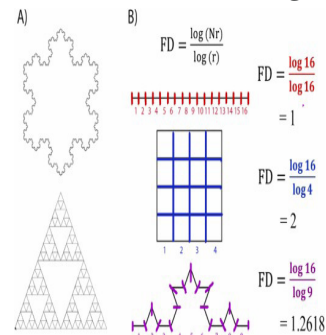 A)
B)
FD = log (Nr) / log (r)
FD = log 16 / log 16
= 1
1 2 3 4 5 6 7 8 9 10 11 12 13 14 15 16
FD = log 16 / log 4
= 2
1 2 3 4
FD = log 16 / log 9
= 1.2618